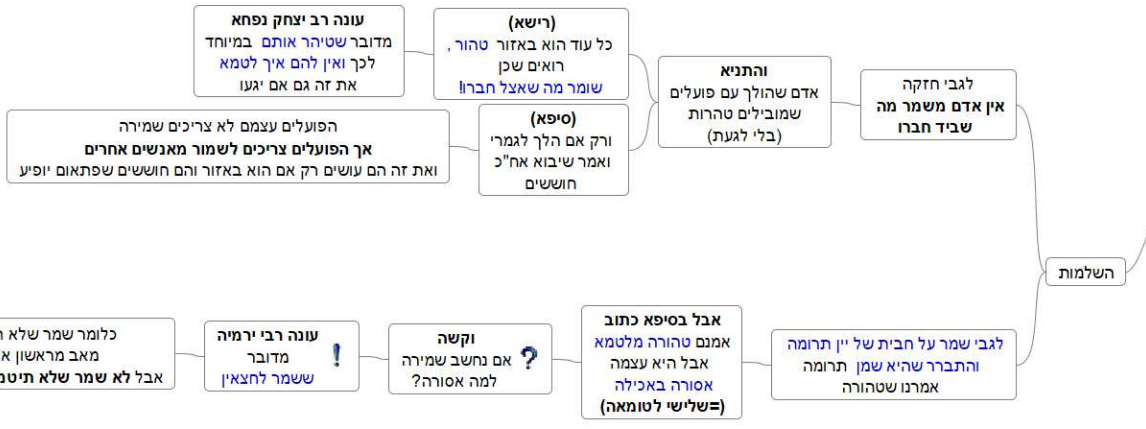 השלמות
לגבי חזקה
אין אדם משמר מה
שביד חברו
והתניא
אדם שהולך עם פועלים
שמובילים טהרות
(בלי לגעת)
(רישא)
כל עוד הוא באזור טהור ,
רואים שכן
שומר מה שאצל חברו!
עונה רב יצחק נפחא
מדובר שטיהר אותם במיוחד
לכך ואין להם איך לטמא
את זה גם אם יגעו
(סיפא)
ורק אם הלך לגמרי
ואמר שיבוא אח"כ
חוששים
הפועלים עצמם לא צריכים שמירה
אך הפועלים צריכים לשמור מאנשים אחרים
ואת זה הם עושים רק אם הוא באזור והם חוששים שפתאום יופיע
לגבי שמר על חבית של יין תרומה
והתברר שהיא שמן תרומה
אמרנו שטהורה
אבל בסיפא כתוב
אמנם טהורה מלטמא
אבל היא עצמה
אסורה באכילה
(=שלישי לטומאה)
וקשה
אם נחשב שמירה
למה אסורה?
עונה רבי ירמיה
מדובר
ששמר לחצאין
כלומר שמר שלא
מאב מראשון
אבל לא שמר שלא